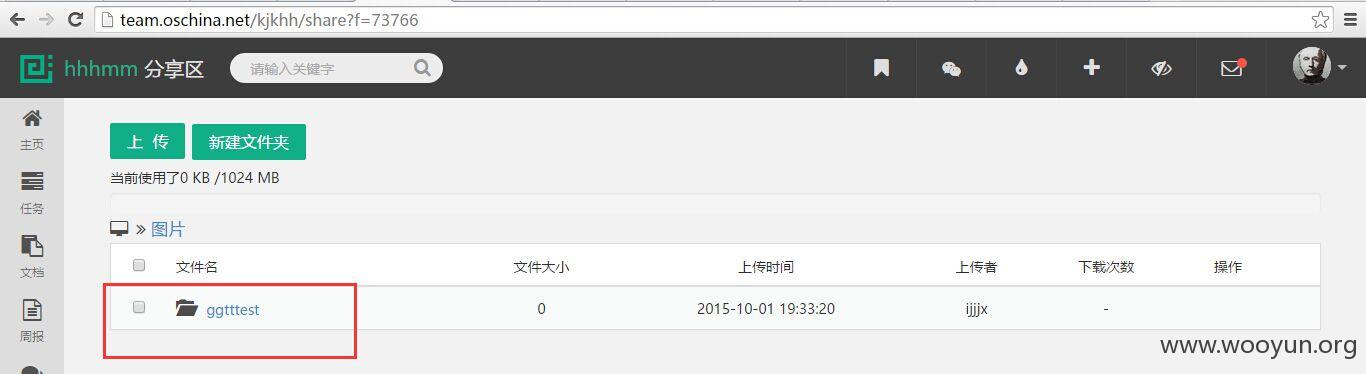 team.oschina.net/kjkhh/share?f=73766
hhhmm 分享区 请输入关键字
主页
任务
文档
周报
上 传 新建文件夹
当前使用了0 KB /1024 MB
» 图片
文件名 文件大小 上传时间 上传者 下载次数 操作
ggtttest 0 2015-10-01 19:33:20 ijjjx -
www.wooyun.org